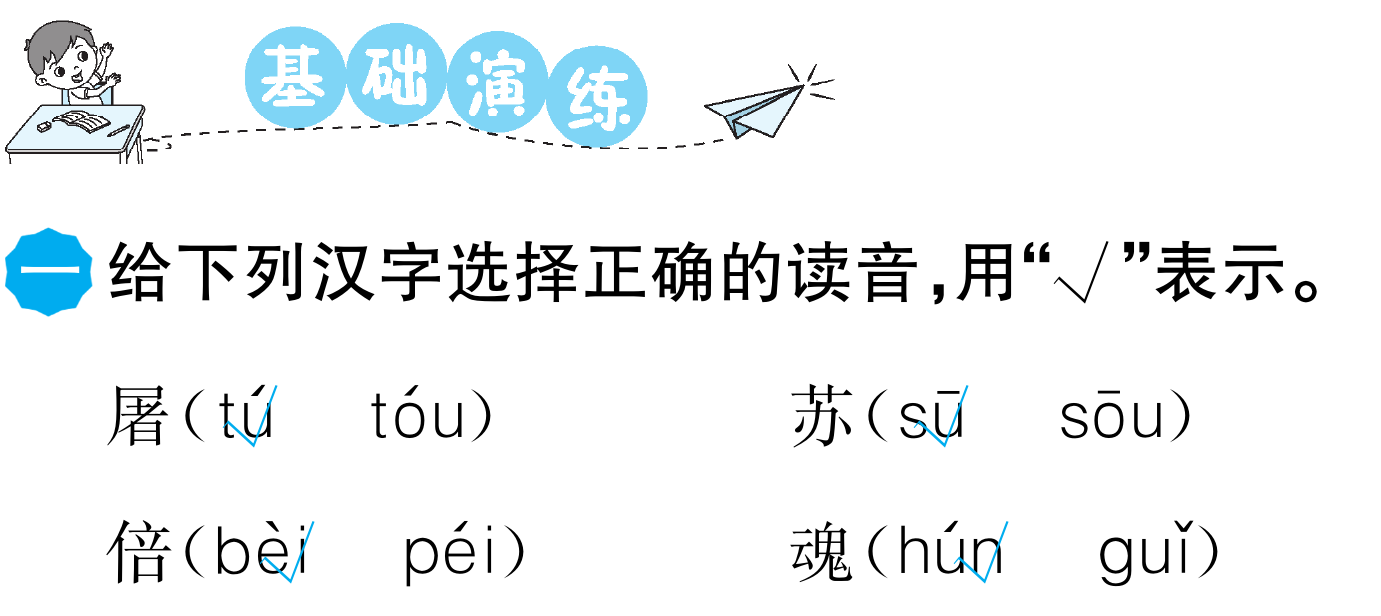 基础演练
一 给下列汉字选择正确的读音,用“√”表示。
屠(tú√ tóu) 苏(sū√ sōu)
倍(bèi√ péi) 魂(hún√ guǐ)